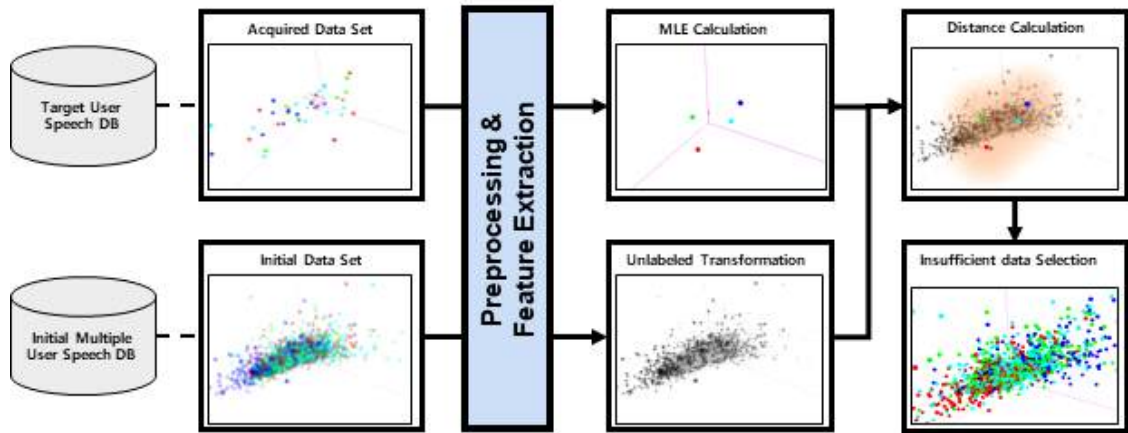 Acquired Data Set
MLE Calculation
Distance Calculation
Target User
Speech DB
Preprocessing &
Feature Extraction
Initial Data Set
Unlabeled Transformation
Insufficient data Selection
Initial Multiple
User Speech DB